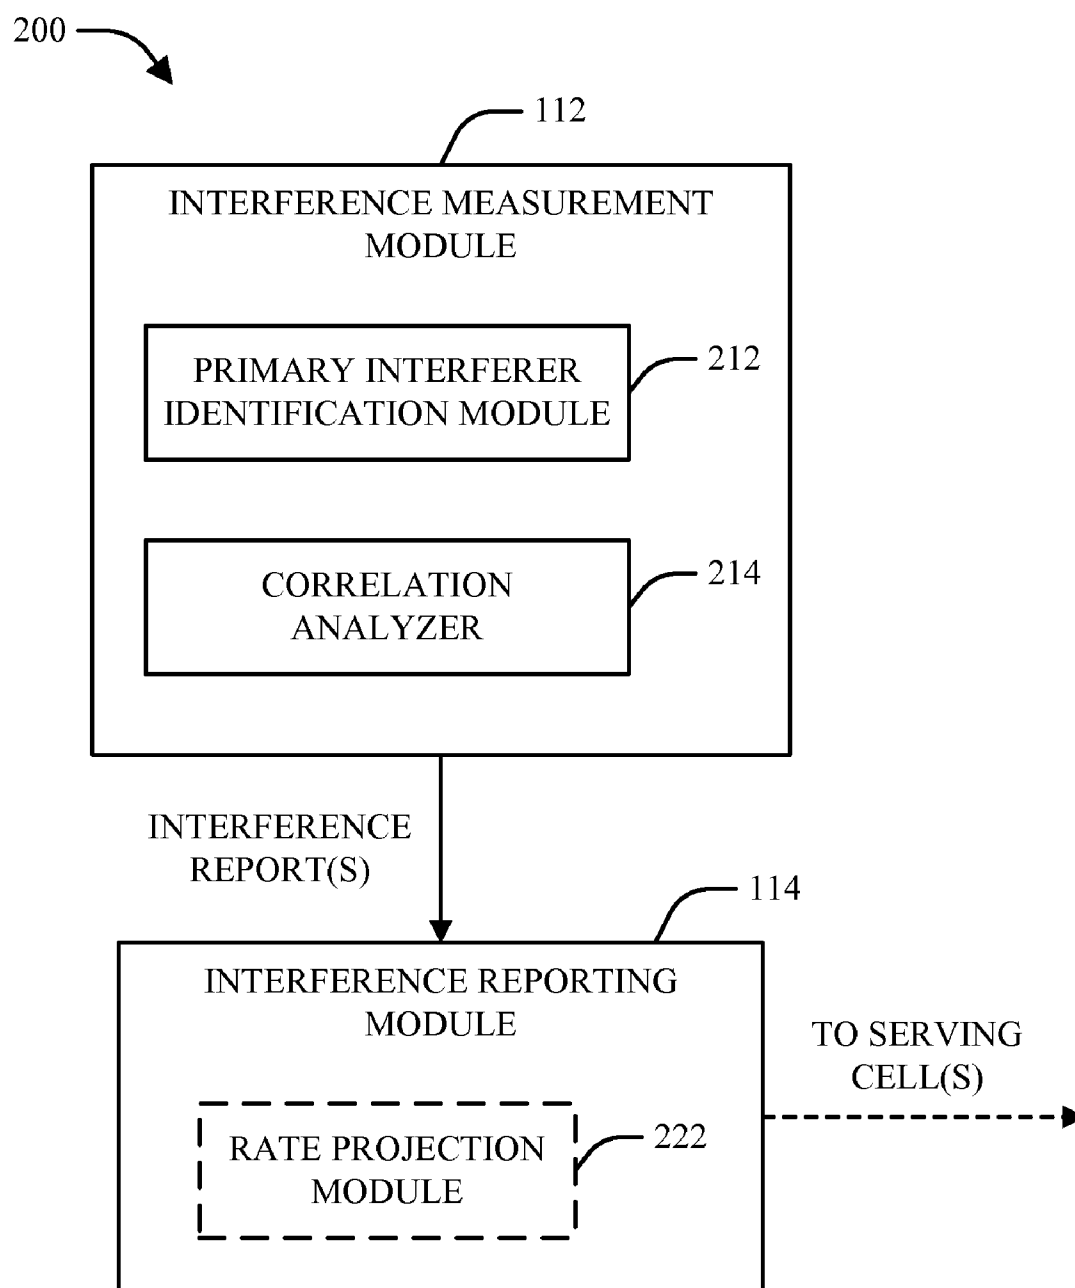 200
112
INTERFERENCE MEASUREMENT
MODULE
PRIMARY INTERFERER
IDENTIFICATION MODULE
212
CORRELATION
ANALYZER
214
INTERFERENCE
REPORT(S)
114
INTERFERENCE REPORTING
MODULE
TO SERVING
CELL(S)
RATE PROJECTION
MODULE
222